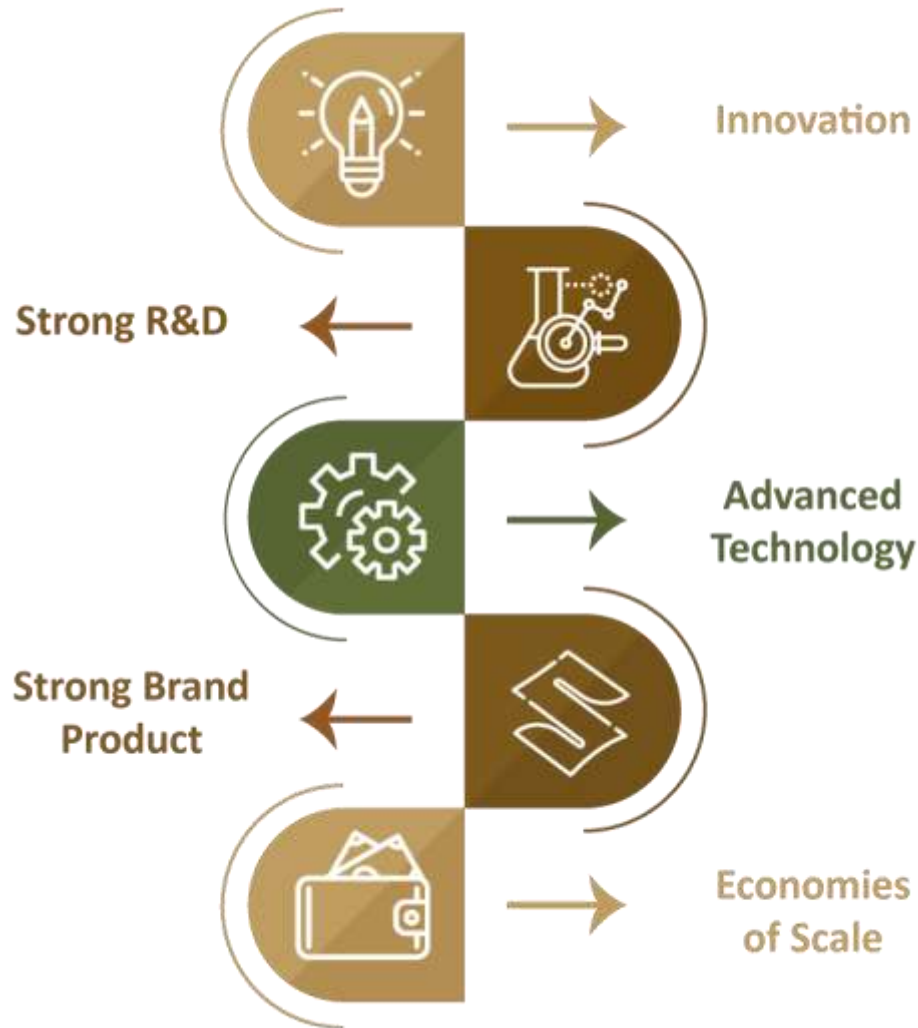 Innovation
Strong R&D
Advanced
Technology
Strong Brand
Product
Economies
of Scale